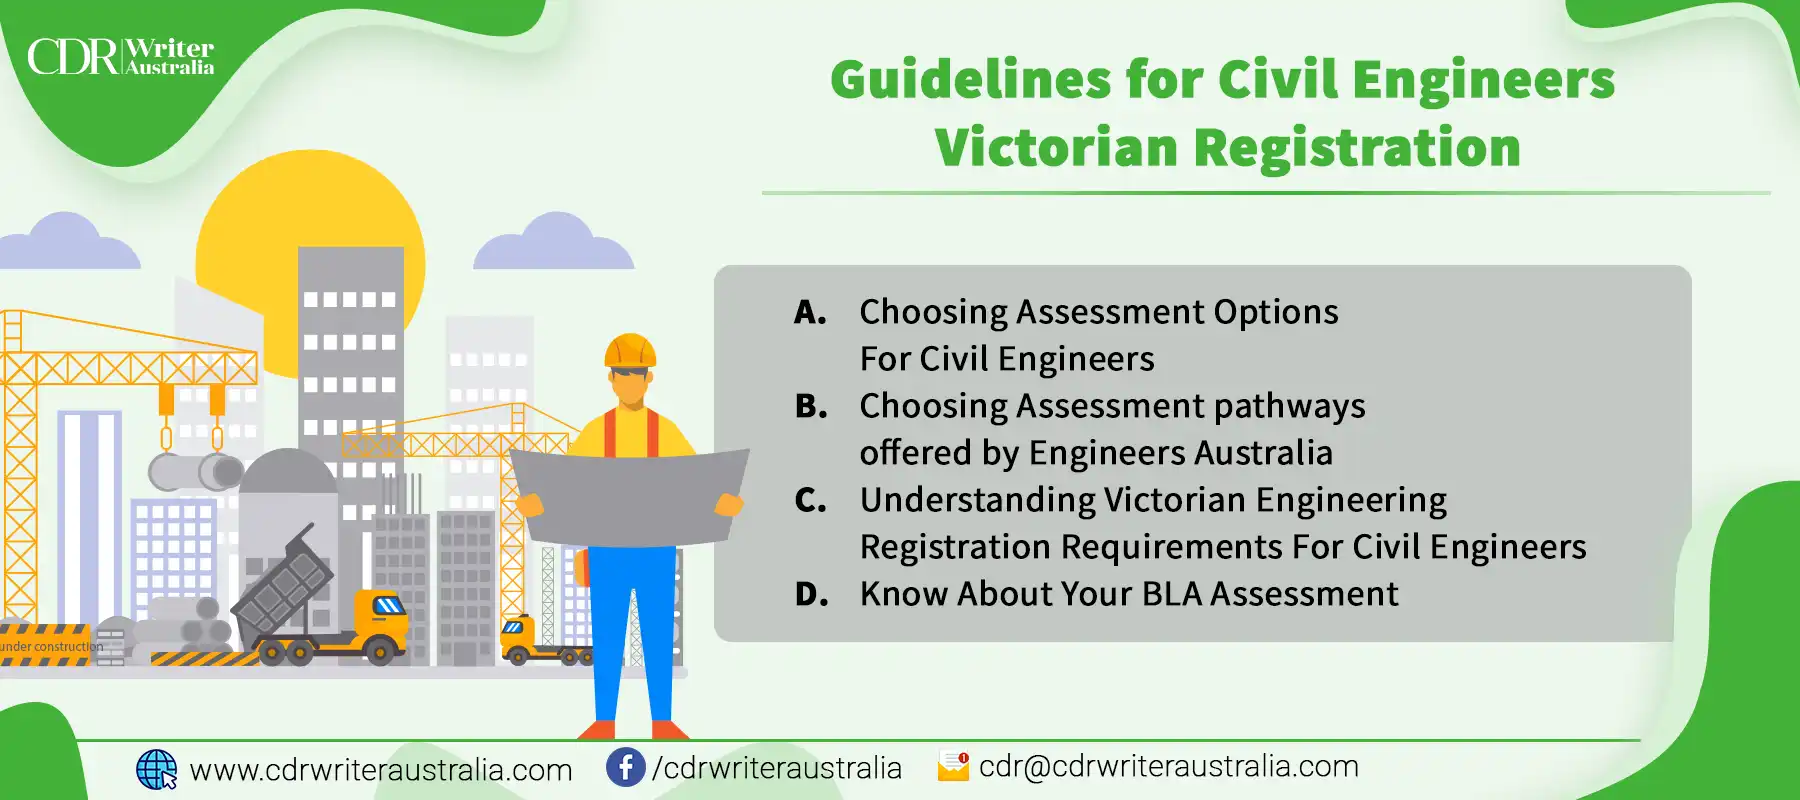 CDR Writer
Australia
Guidelines for Civil Engineers
Victorian Registration
A. Choosing Assessment Options
For Civil Engineers
B. Choosing Assessment pathways
offered by Engineers Australia
C. Understanding Victorian Engineering
Registration Requirements For Civil Engineers
D. Know About Your BLA Assessment
under construction
www.cdrwriteraustralia.com
/cdrwriteraustralia
1
cdr@cdrwriteraustralia.com